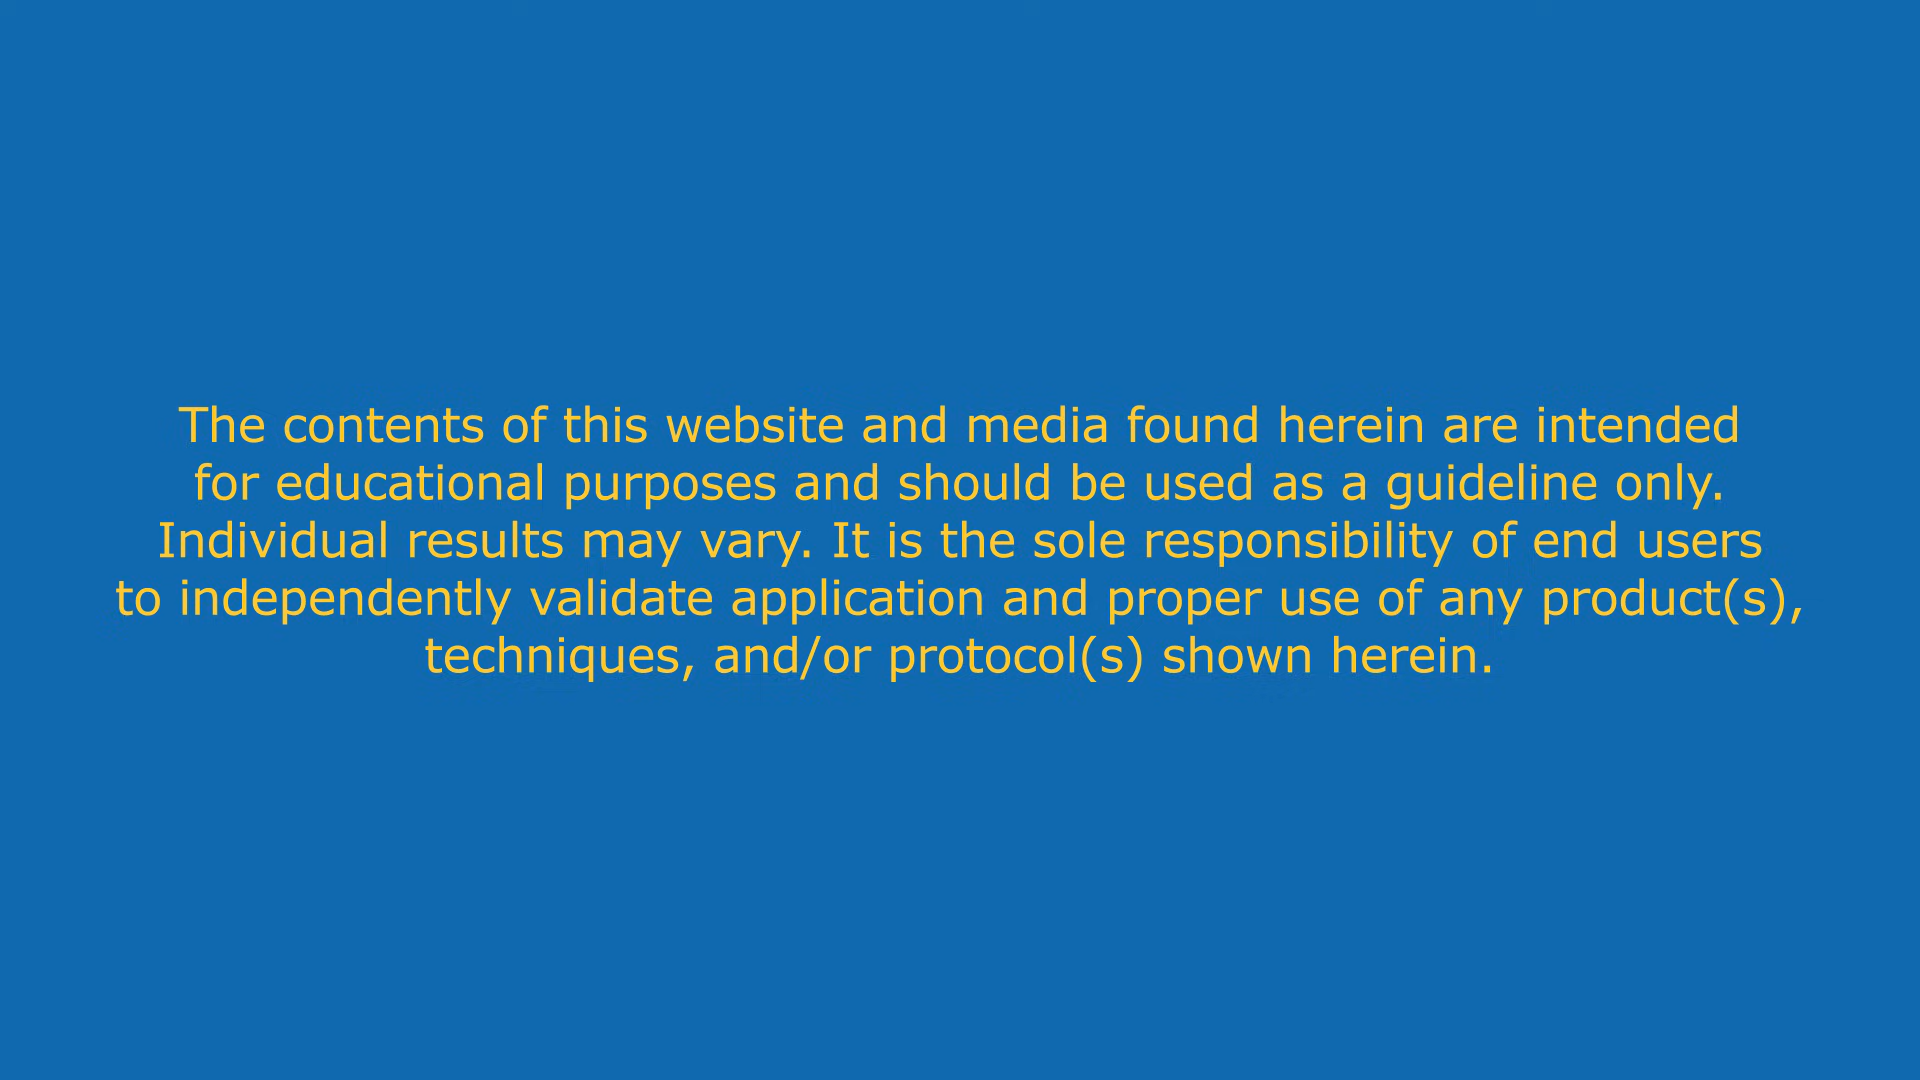 The contents of this website and media found herein are intended
for educational purposes and should be used as a guideline only.
Individual results may vary. It is the sole responsibility of end users
to independently validate application and proper use of any product(s),
techniques, and/or protocol(s) shown herein.